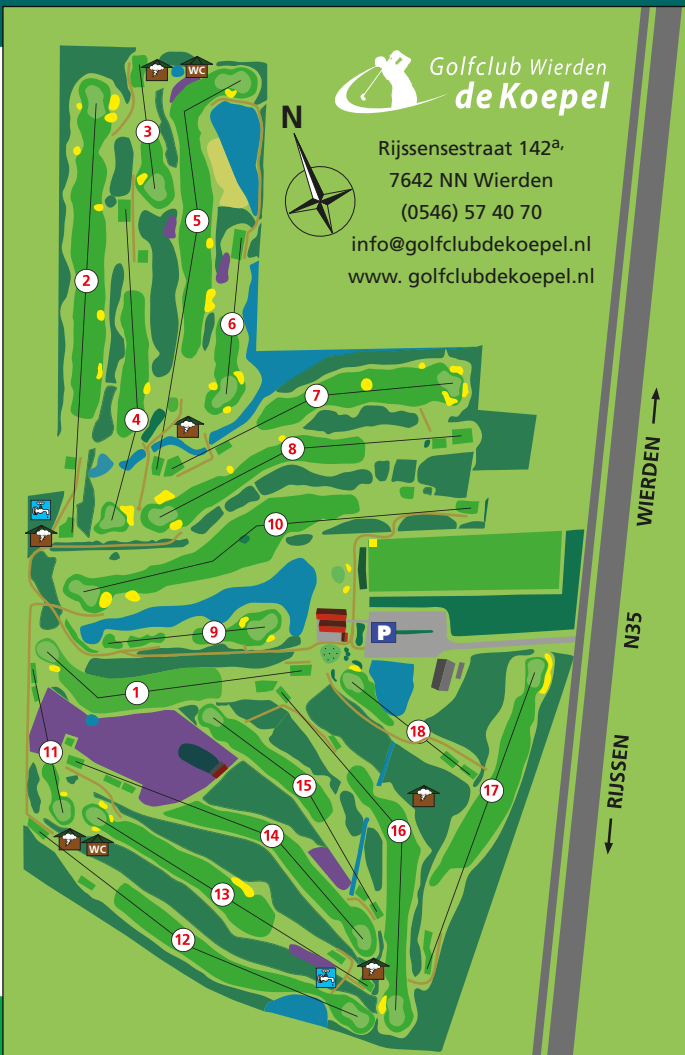 Golfclub Wierden
de Koepel
N
Rijssensestraat 142a,
7642 NN Wierden
(0546) 57 40 70
info@golfclubdekoepel.nl
www. golfclubdekoepel.nl
WC
3
5
2
6
7
4
8
10
WIERDEN
N35
RIJSSEN
9
P
1
18
11
15
17
14
16
WC
13
12